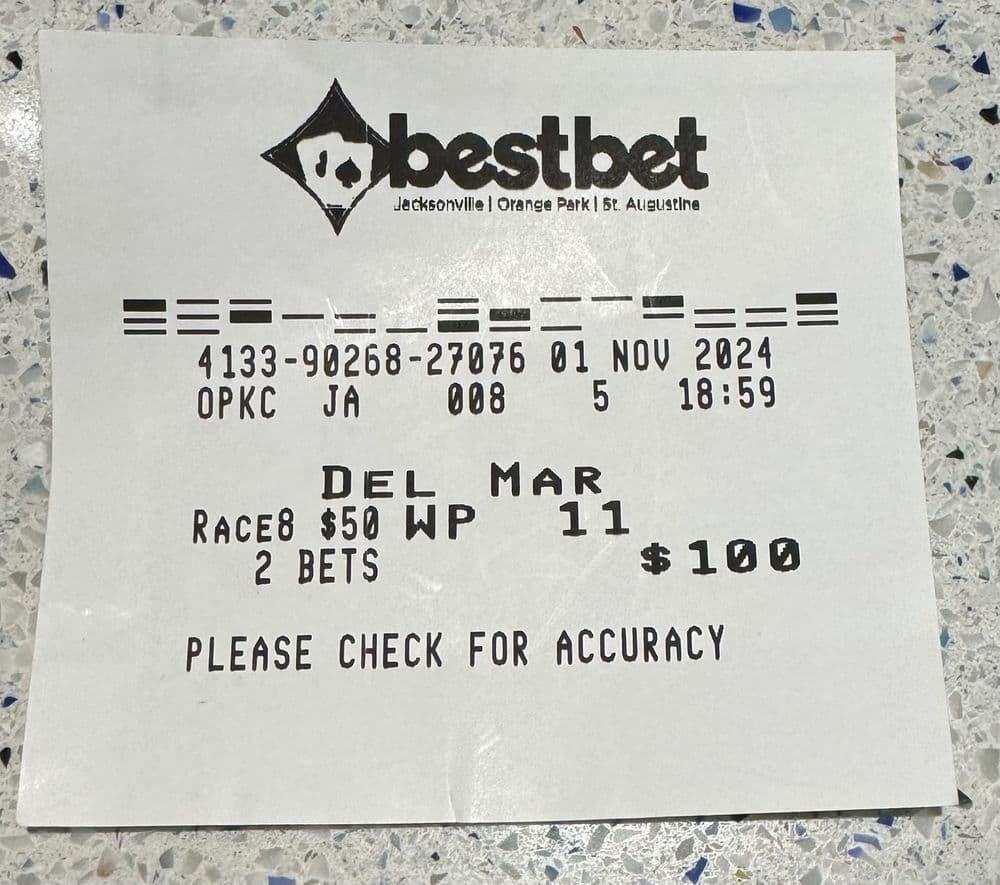 bestbet
Jacksonville | Orange Park | St. Augustine
4133-90268-27076 01 NOV 2024
OPKC JA 008 5 18:59
DEL MAR
RACE8 $50 WP 11
2 BETS $100
PLEASE CHECK FOR ACCURACY